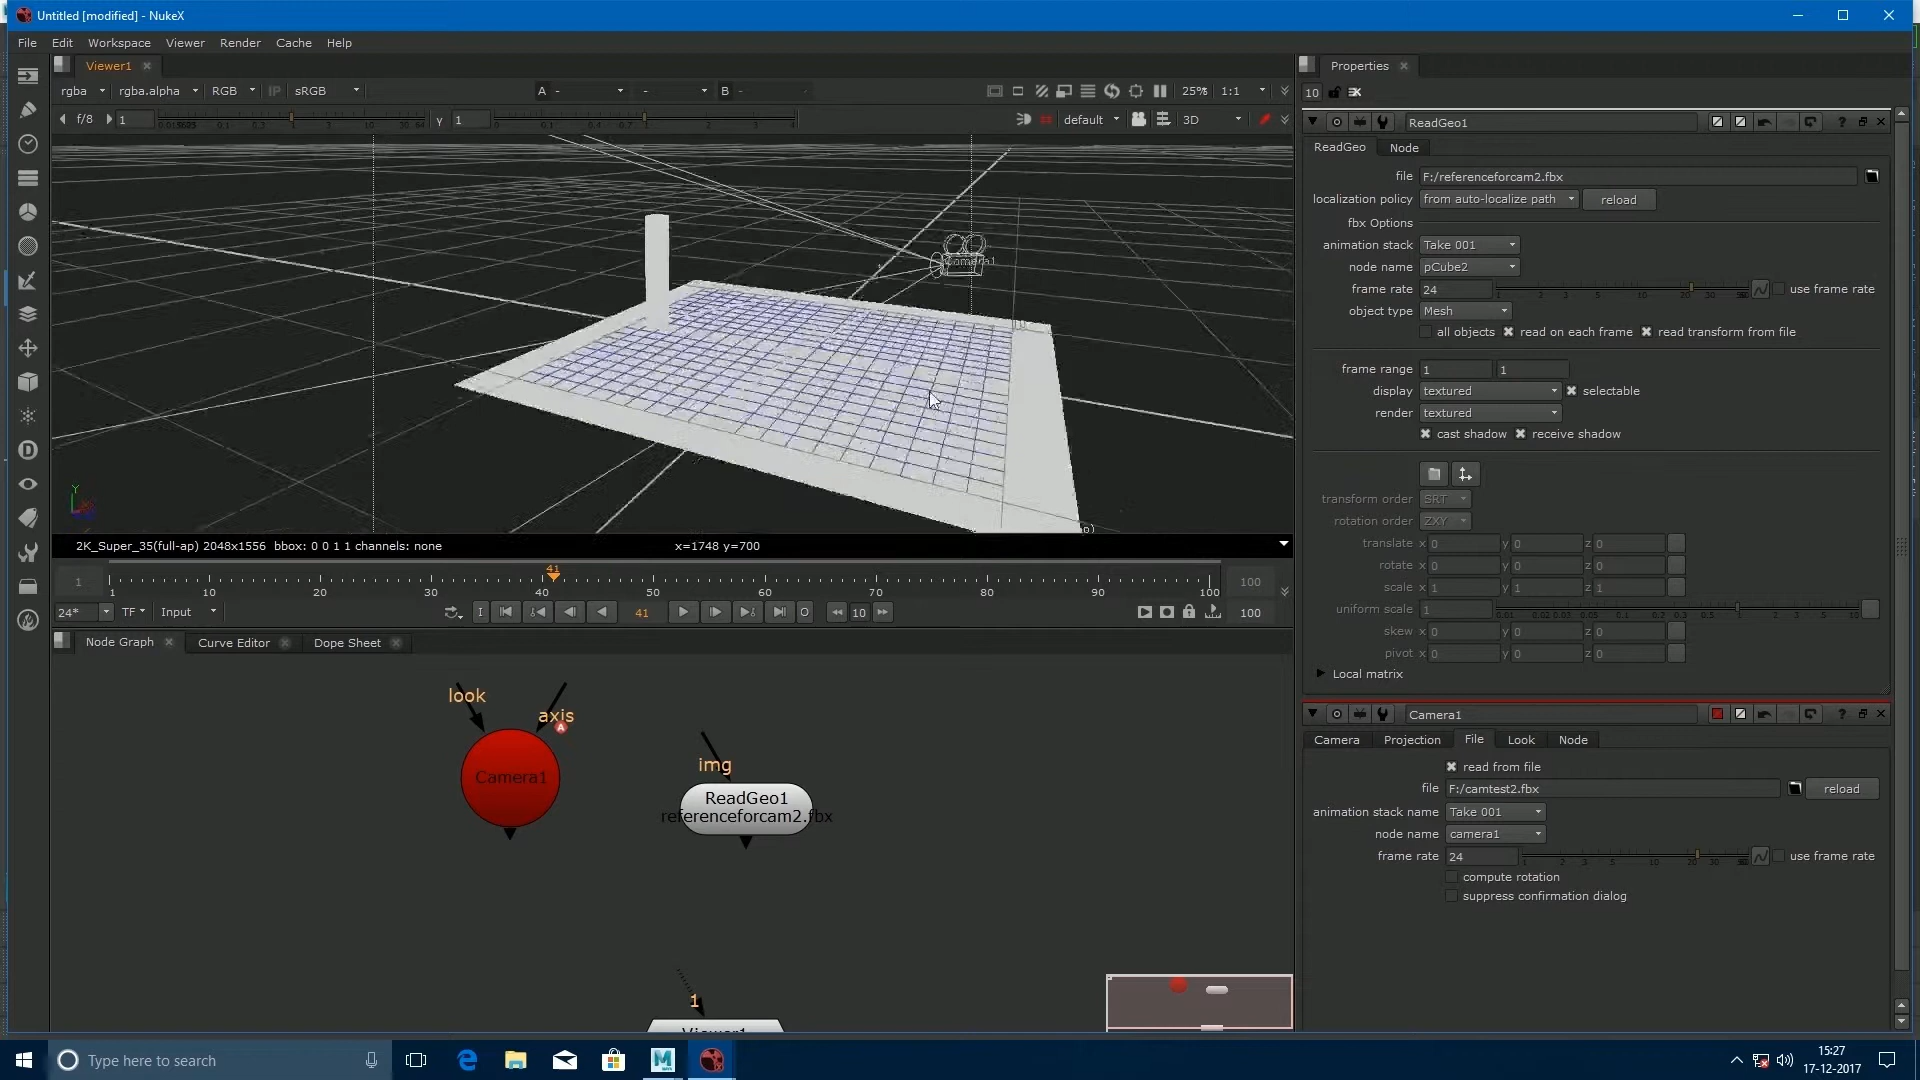 Untitled [modified] - NukeX
File Edit Workspace Viewer Render Cache Help
Viewer1
rgba rgba.alpha RGB IP sRGB A - - B - 25% 1:1
f/8 1 y 1 default 3D
Camera1
2K_Super_35(full-ap) 2048x1556 bbox: 0 0 1 1 channels: none x=1748 y=700
1 41 100
1 10 20 30 40 50 60 70 80 90 100
24* TF Input I 41 O 10 100
Node Graph Curve Editor Dope Sheet
look
axis
A
Camera1
img
ReadGeo1
referenceforcam2.fbx
1
Viewer1
Properties
10
ReadGeo1
ReadGeo Node
file F:/referenceforcam2.fbx
localization policy from auto-localize path reload
fbx Options
animation stack Take 001
node name pCube2
frame rate 24 use frame rate
object type Mesh
all objects read on each frame read transform from file
frame range 1 1
display textured selectable
render textured
cast shadow receive shadow
transform order SRT
rotation order ZXY
translate x 0 y 0 z 0
rotate x 0 y 0 z 0
scale x 1 y 1 z 1
uniform scale 1
skew x 0 y 0 z 0
pivot x 0 y 0 z 0
Local matrix
Camera1
Camera Projection File Look Node
read from file
file F:/camtest2.fbx reload
animation stack name Take 001
node name camera1
frame rate 24 use frame rate
compute rotation
suppress confirmation dialog
Type here to search
15:27
17-12-2017